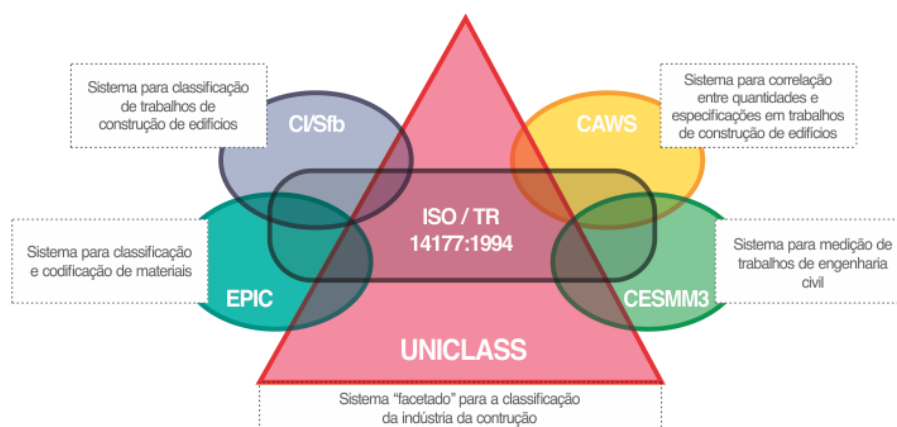 Sistema para classificação
de trabalhos de
construção de edifícios
CI/Sfb
CAWS
Sistema para correlação
entre quantidades e
especificações em trabalhos
de construção de edifícios
ISO / TR
14177:1994
Sistema para classificação
e codificação de materiais
EPIC
CESMM3
Sistema para medição de
trabalhos de engenharia
civil
UNICLASS
Sistema “facetado” para a classificação
da indústria da contrução